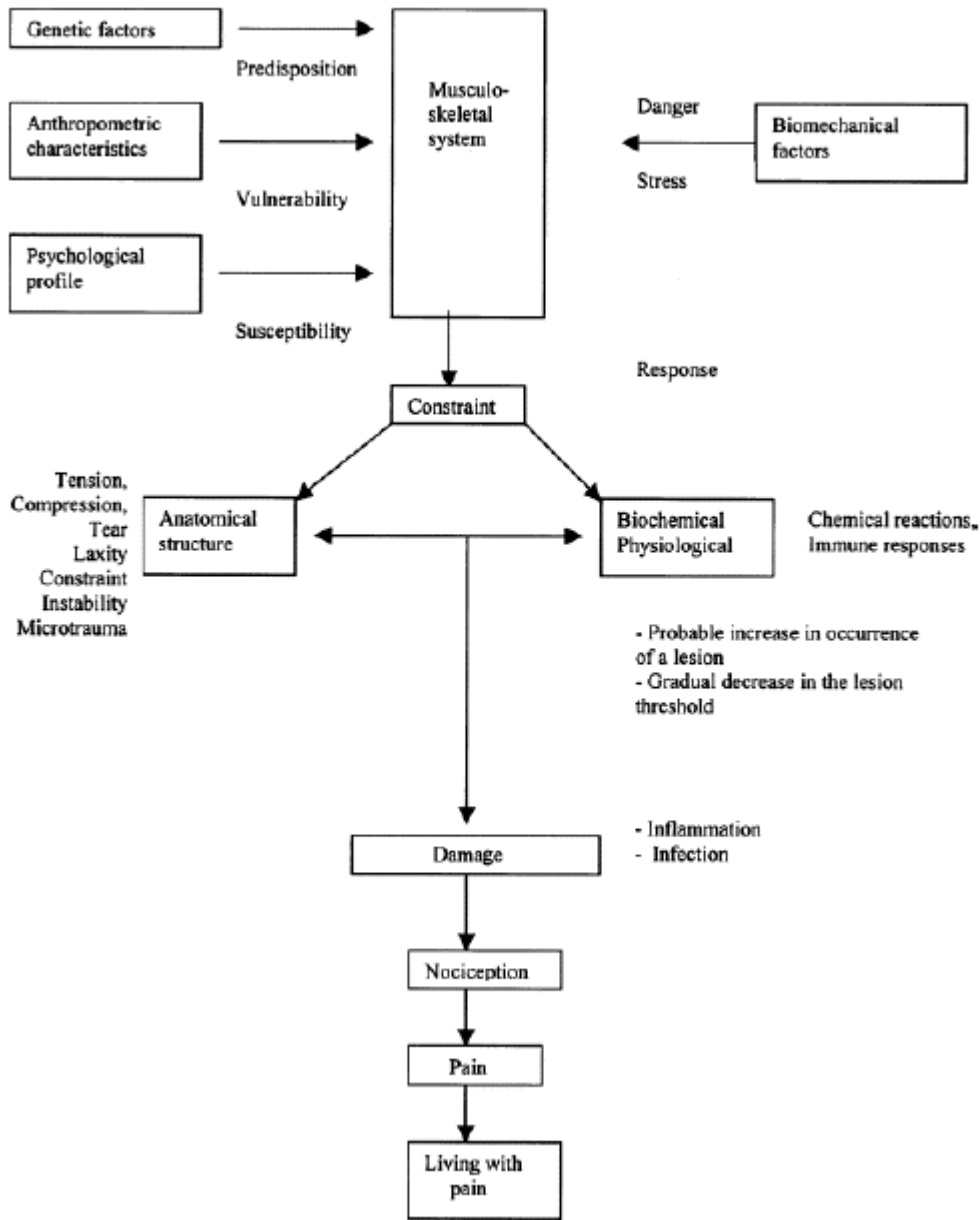 Genetic factors
Predisposition
Anthropometric
characteristics
Vulnerability
Psychological
profile
Susceptibility
Musculo-
skeletal
system
Danger
Stress
Biomechanical
factors
Response
Constraint
Tension,
Compression,
Tear
Laxity
Constraint
Instability
Microtrauma
Anatomical
structure
Biochemical
Physiological
Chemical reactions,
Immune responses
- Probable increase in occurrence
of a lesion
- Gradual decrease in the lesion
threshold
Damage
- Inflammation
- Infection
Nociception
Pain
Living with
pain